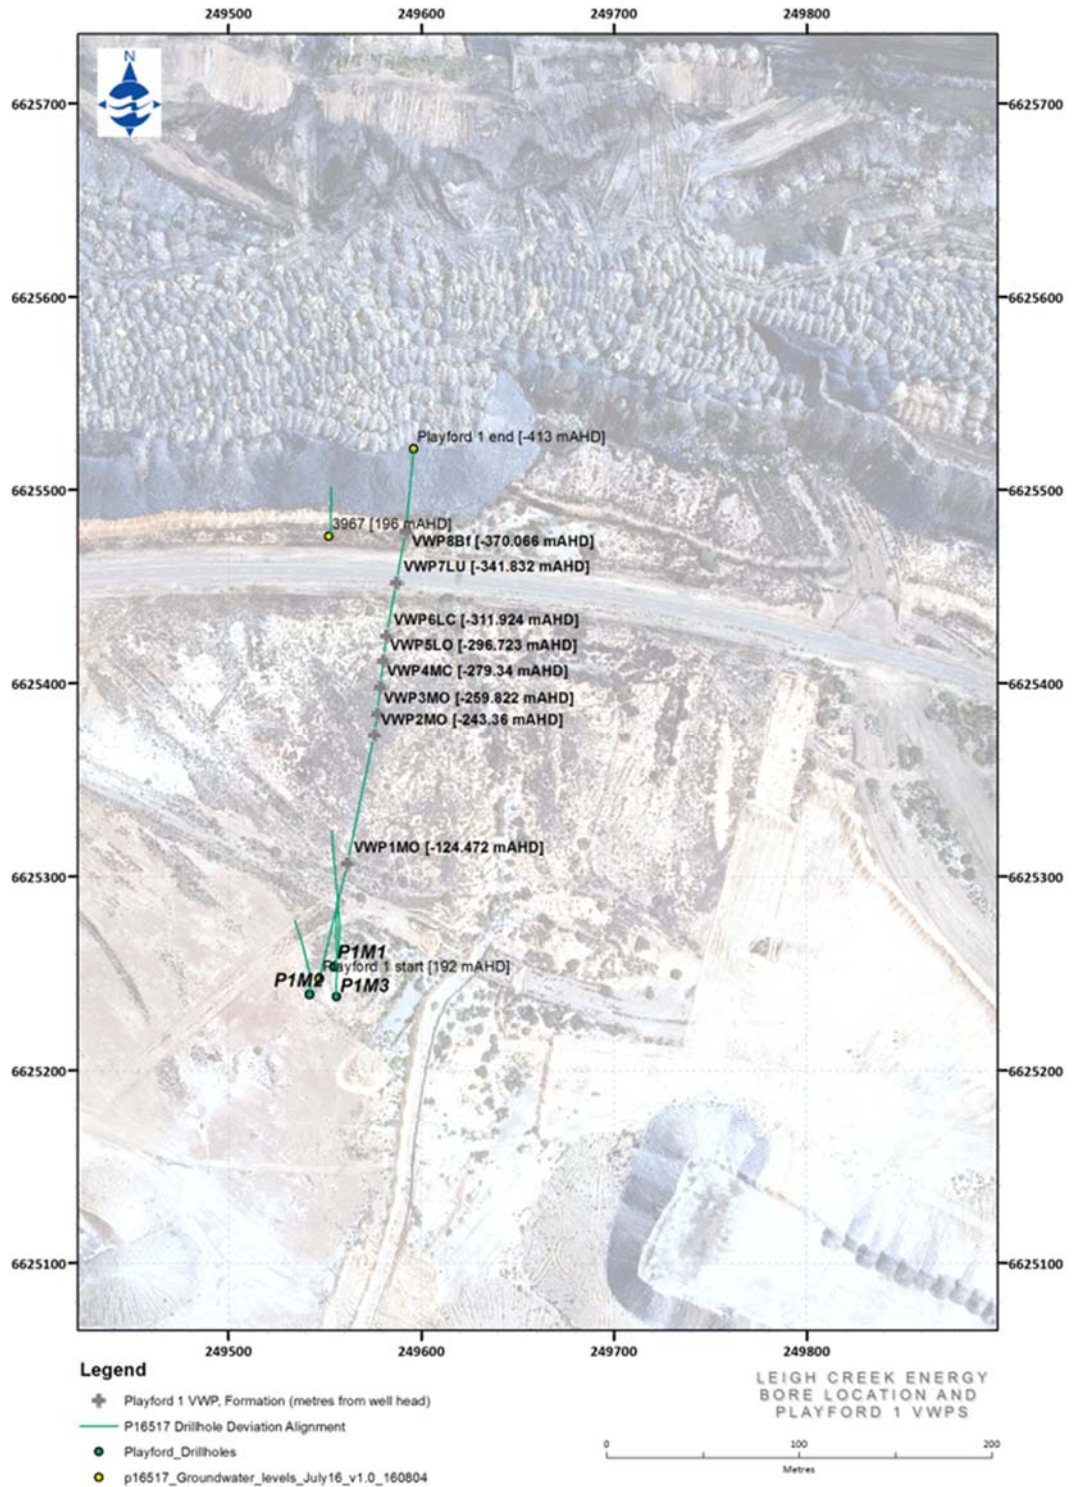 249500 249600 249700 249800
N
6625700 6625700
6625600 6625600
Playford 1 end [-413 mAHD]
6625500 6625500
3967 [196 mAHD]
VWP8Bf [-370.066 mAHD]
VWP7LU [-341.832 mAHD]
VWP6LC [-311.924 mAHD]
VWP5LO [-296.723 mAHD]
VWP4MC [-279.34 mAHD]
6625400 6625400
VWP3MO [-259.822 mAHD]
VWP2MO [-243.36 mAHD]
VWP1MO [-124.472 mAHD]
6625300 6625300
P1M1
Playford 1 start [192 mAHD]
P1M2 P1M3
6625200 6625200
6625100 6625100
249500 249600 249700 249800
Legend
Playford 1 VWP, Formation (metres from well head)
P16517 Drillhole Deviation Alignment
Playford_Drillholes
p16517_Groundwater_levels_July16_v1.0_160804
LEIGH CREEK ENERGY
BORE LOCATION AND
PLAYFORD 1 VWPS
0 100 200
Metres